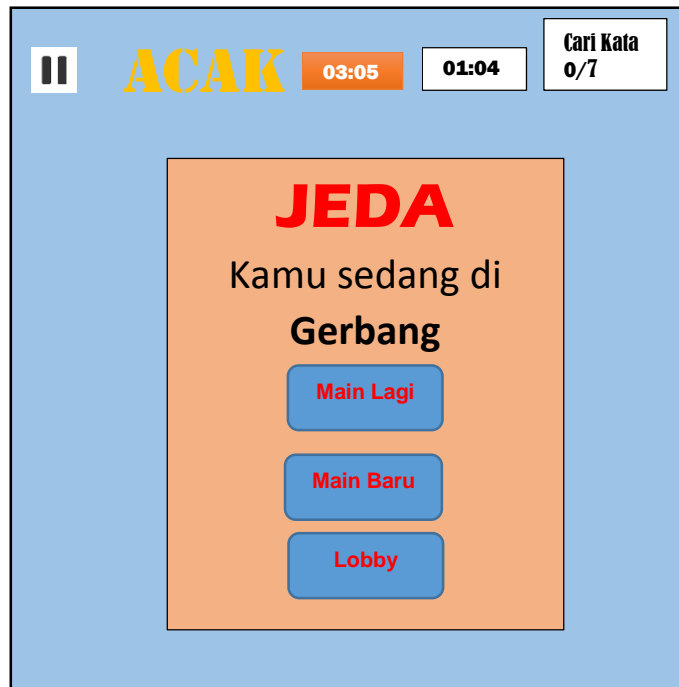 ACAK
03:05
01:04
Cari Kata
0/7
JEDA
Kamu sedang di
Gerbang
Main Lagi
Main Baru
Lobby